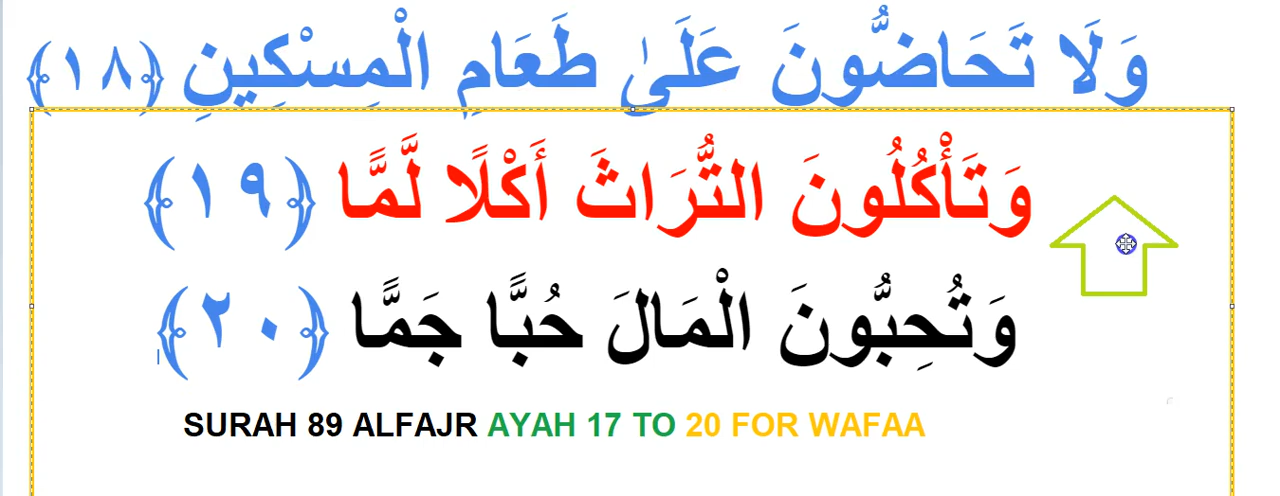 وَلَا تَحَاضُّونَ عَلَىٰ طَعَامِ الْمِسْكِينِ ﴿١٨﴾
وَتَأْكُلُونَ التُّرَاثَ أَكْلًا لَّمًّا ﴿١٩﴾
وَتُحِبُّونَ الْمَالَ حُبًّا جَمًّا ﴿٢٠﴾
SURAH 89 ALFAJR AYAH 17 TO 20 FOR WAFAA